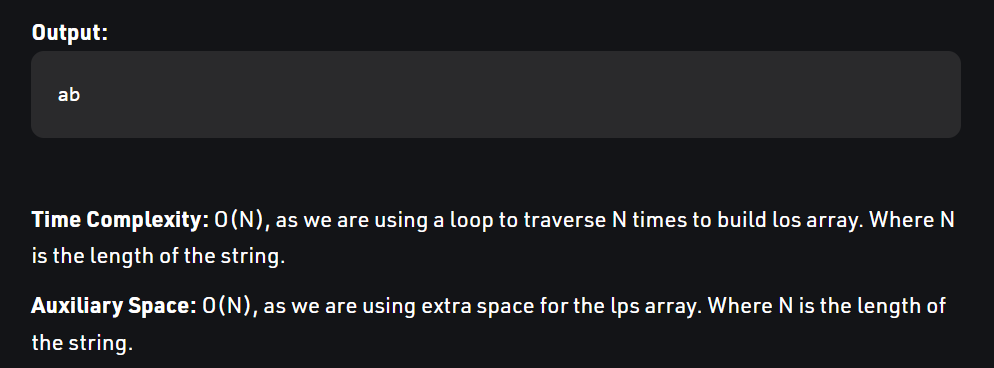 Output:
ab
Time Complexity: O(N), as we are using a loop to traverse N times to build los array. Where N
is the length of the string.
Auxiliary Space: O(N), as we are using extra space for the lps array. Where N is the length of
the string.